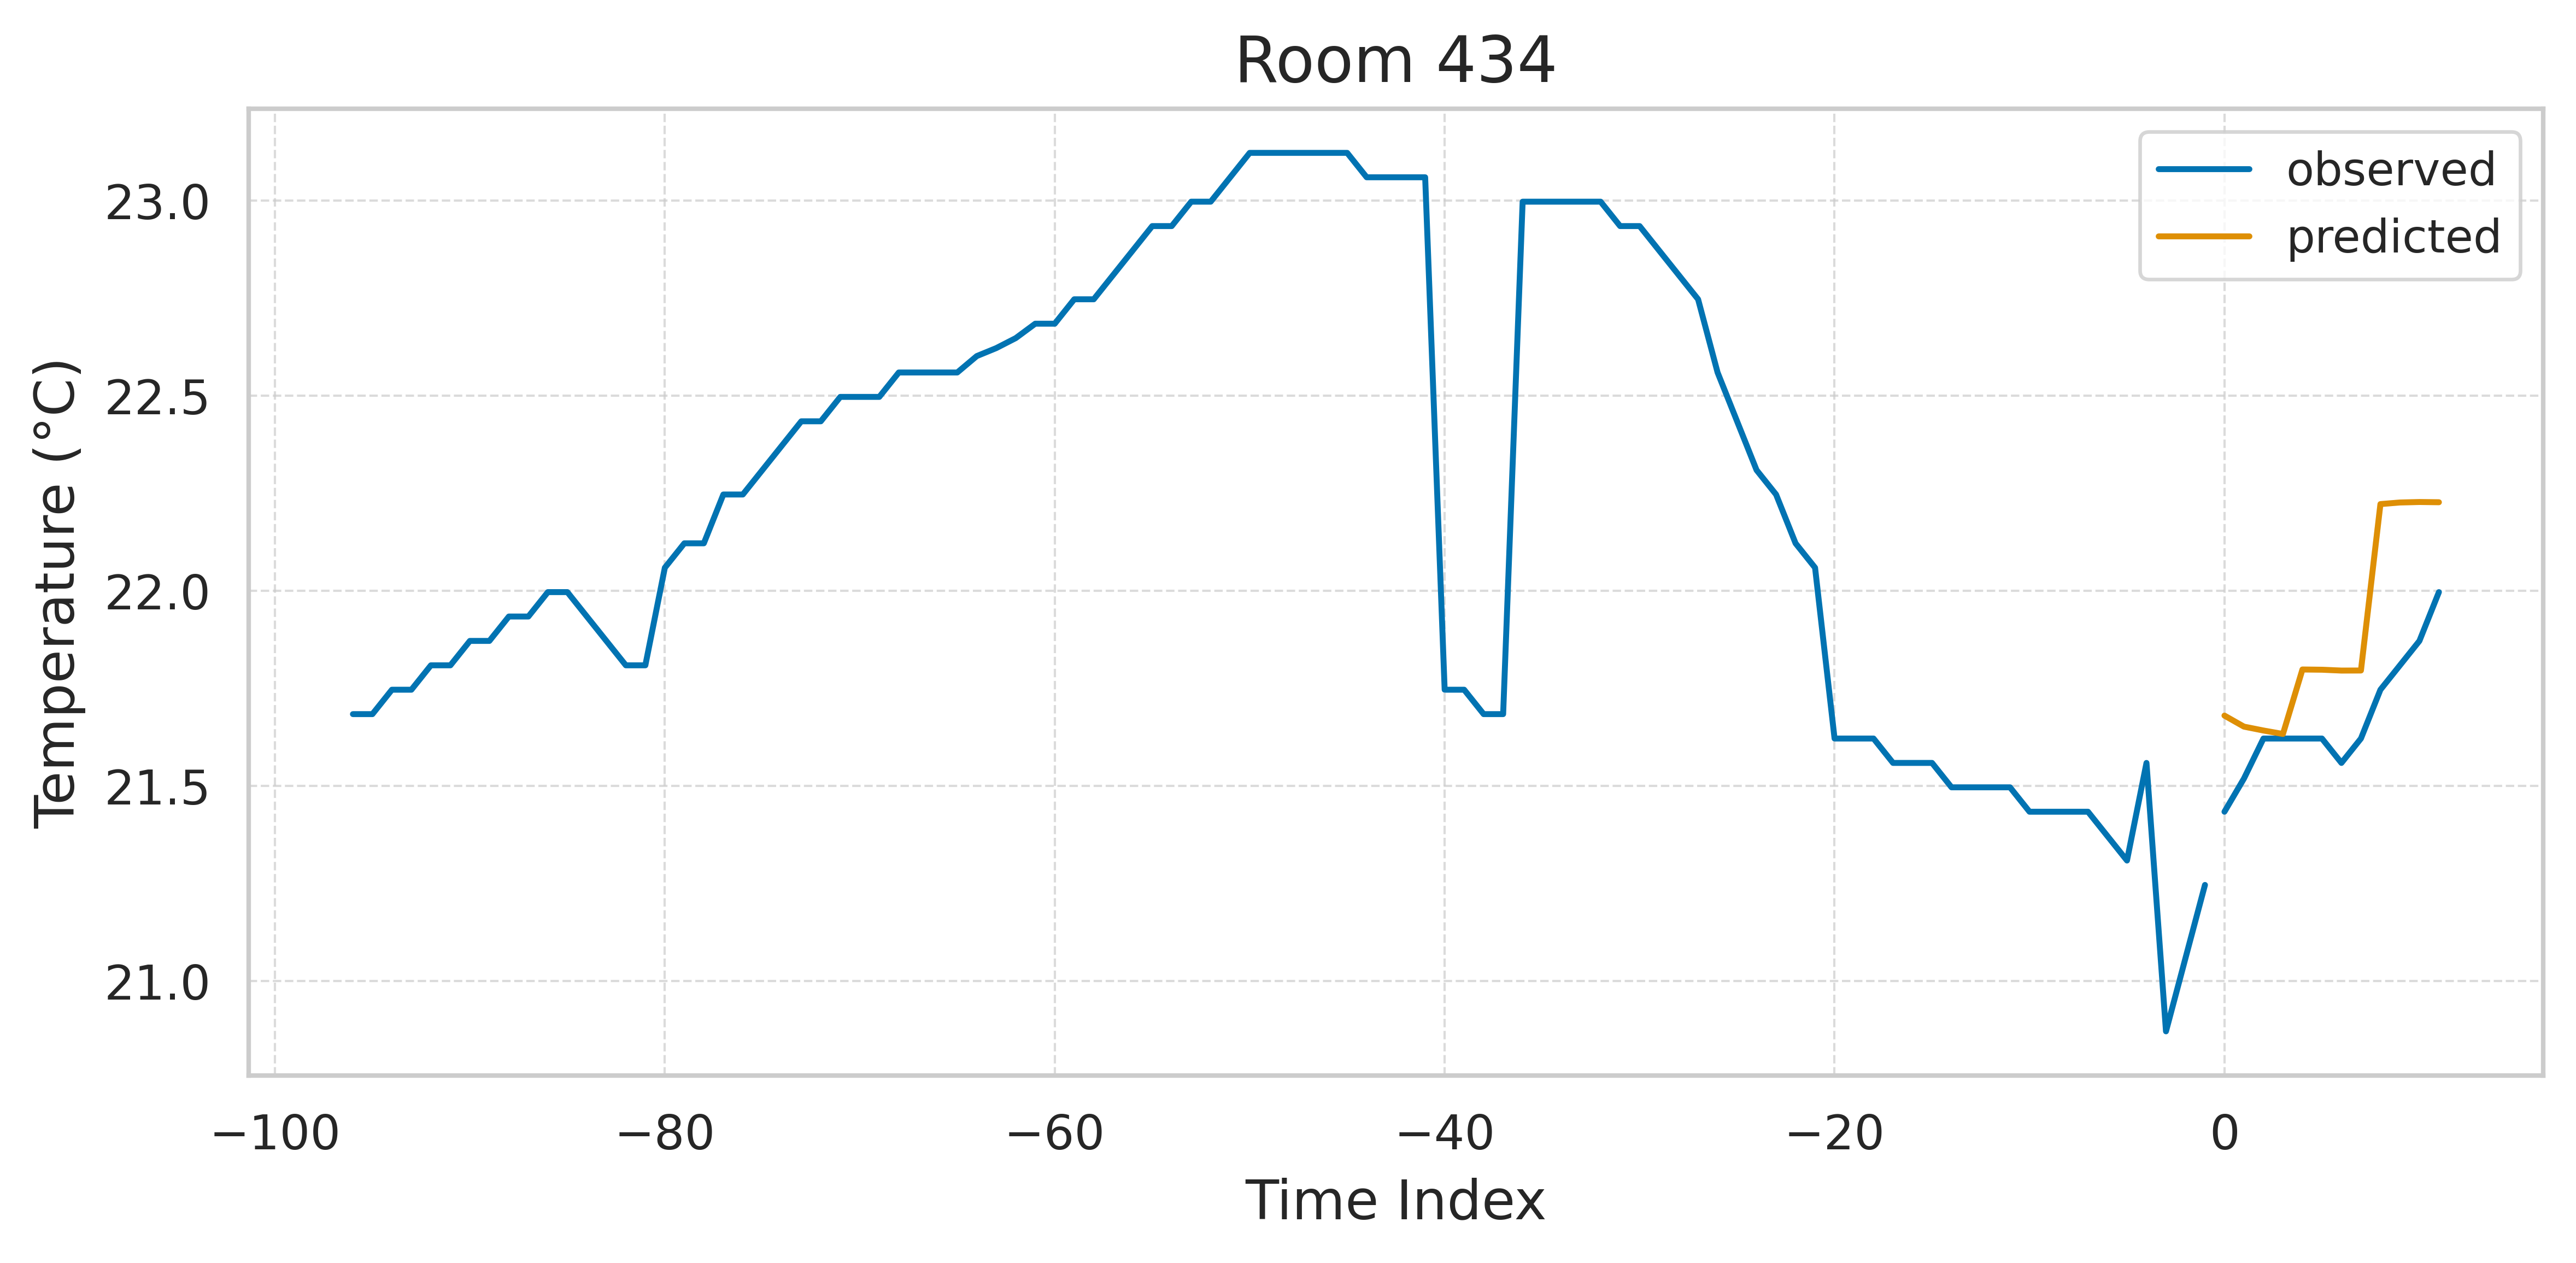 Room 434
observed
predicted
Temperature (°C)
23.0
22.5
22.0
21.5
21.0
−100
−80
−60
−40
−20
0
Time Index